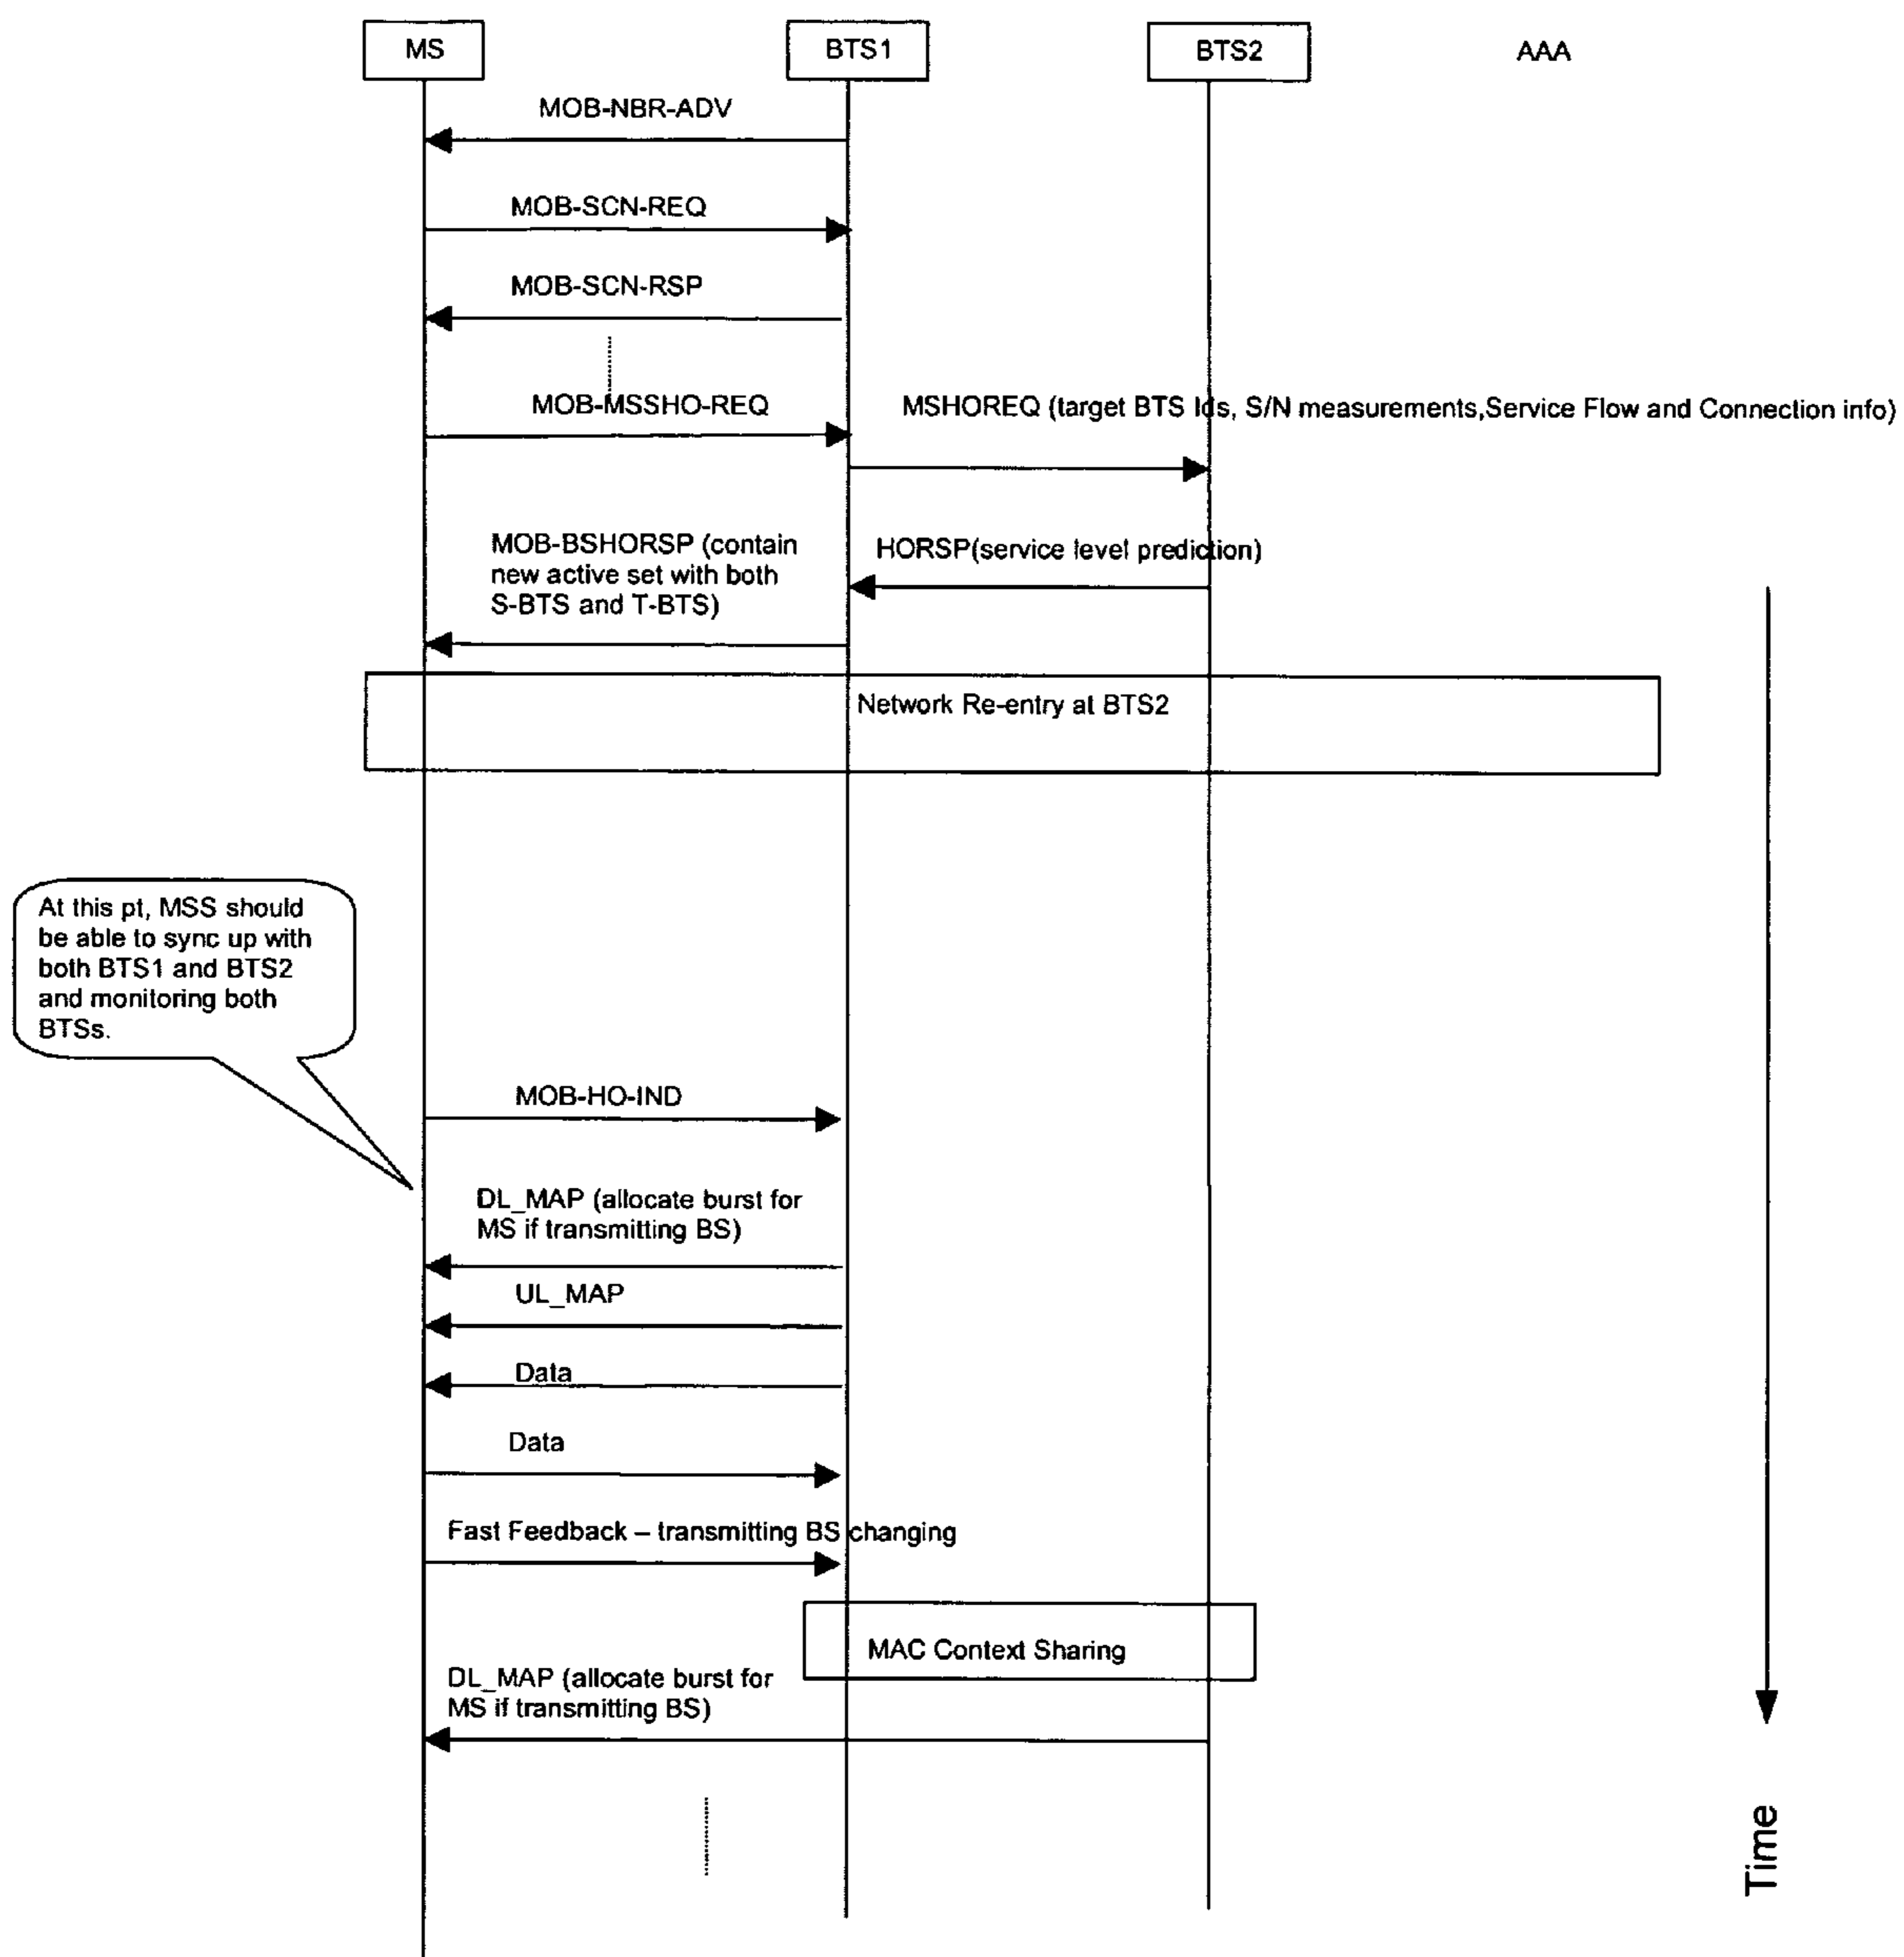 MS
BTS1
BTS2
AAA
MOB-NBR-ADV
MOB-SCN-REQ
MOB-SCN-RSP
MOB-MSSHO-REQ
MSHOREQ (target BTS Ids, S/N measurements,Service Flow and Connection info)
MOB-BSHORSP (contain
new active set with both
S-BTS and T-BTS)
HORSP(service level prediction)
Network Re-entry at BTS2
At this pt, MSS should
be able to sync up with
both BTS1 and BTS2
and monitoring both
BTSs.
MOB-HO-IND
DL_MAP (allocate burst for
MS if transmitting BS)
UL_MAP
Data
Data
Fast Feedback – transmitting BS changing
MAC Context Sharing
DL_MAP (allocate burst for
MS if transmitting BS)
Time